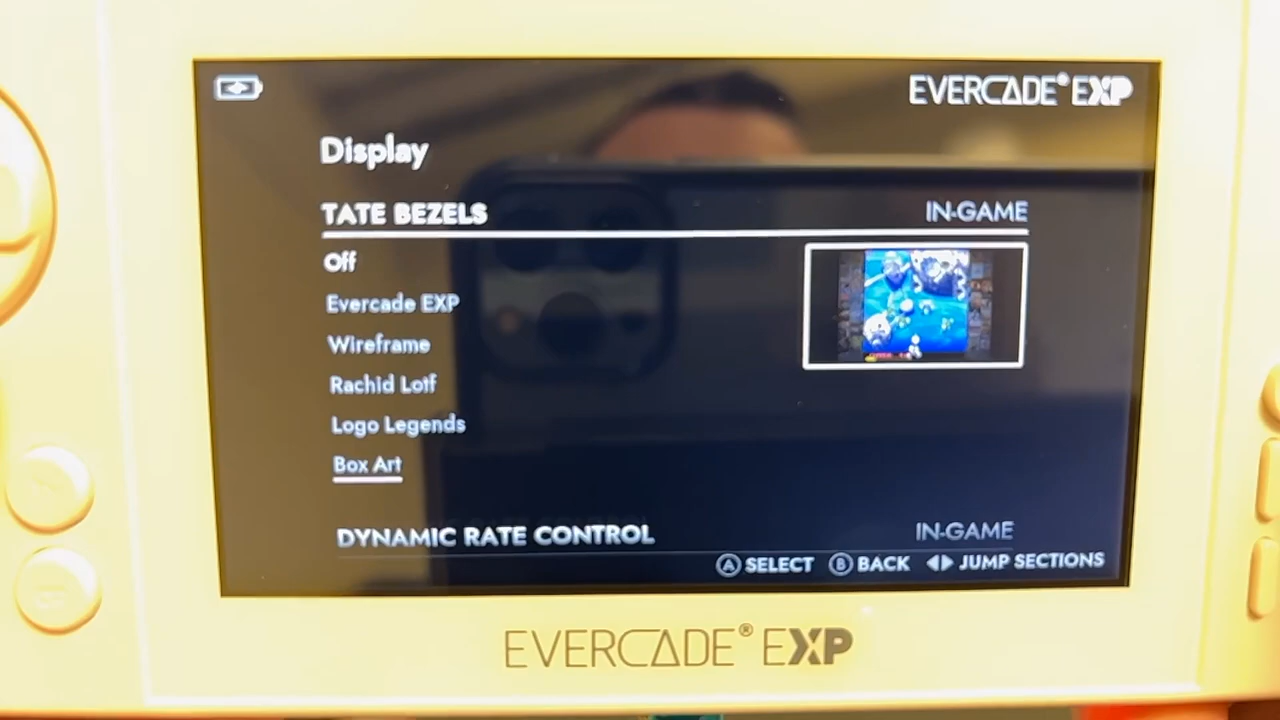 EVERCADE® EXP
Display
TATE BEZELS IN-GAME
Off
Evercade EXP
Wireframe
Rachid Lotf
Logo Legends
Box Art
DYNAMIC RATE CONTROL IN-GAME
A SELECT B BACK JUMP SECTIONS
EVERCADE® EXP